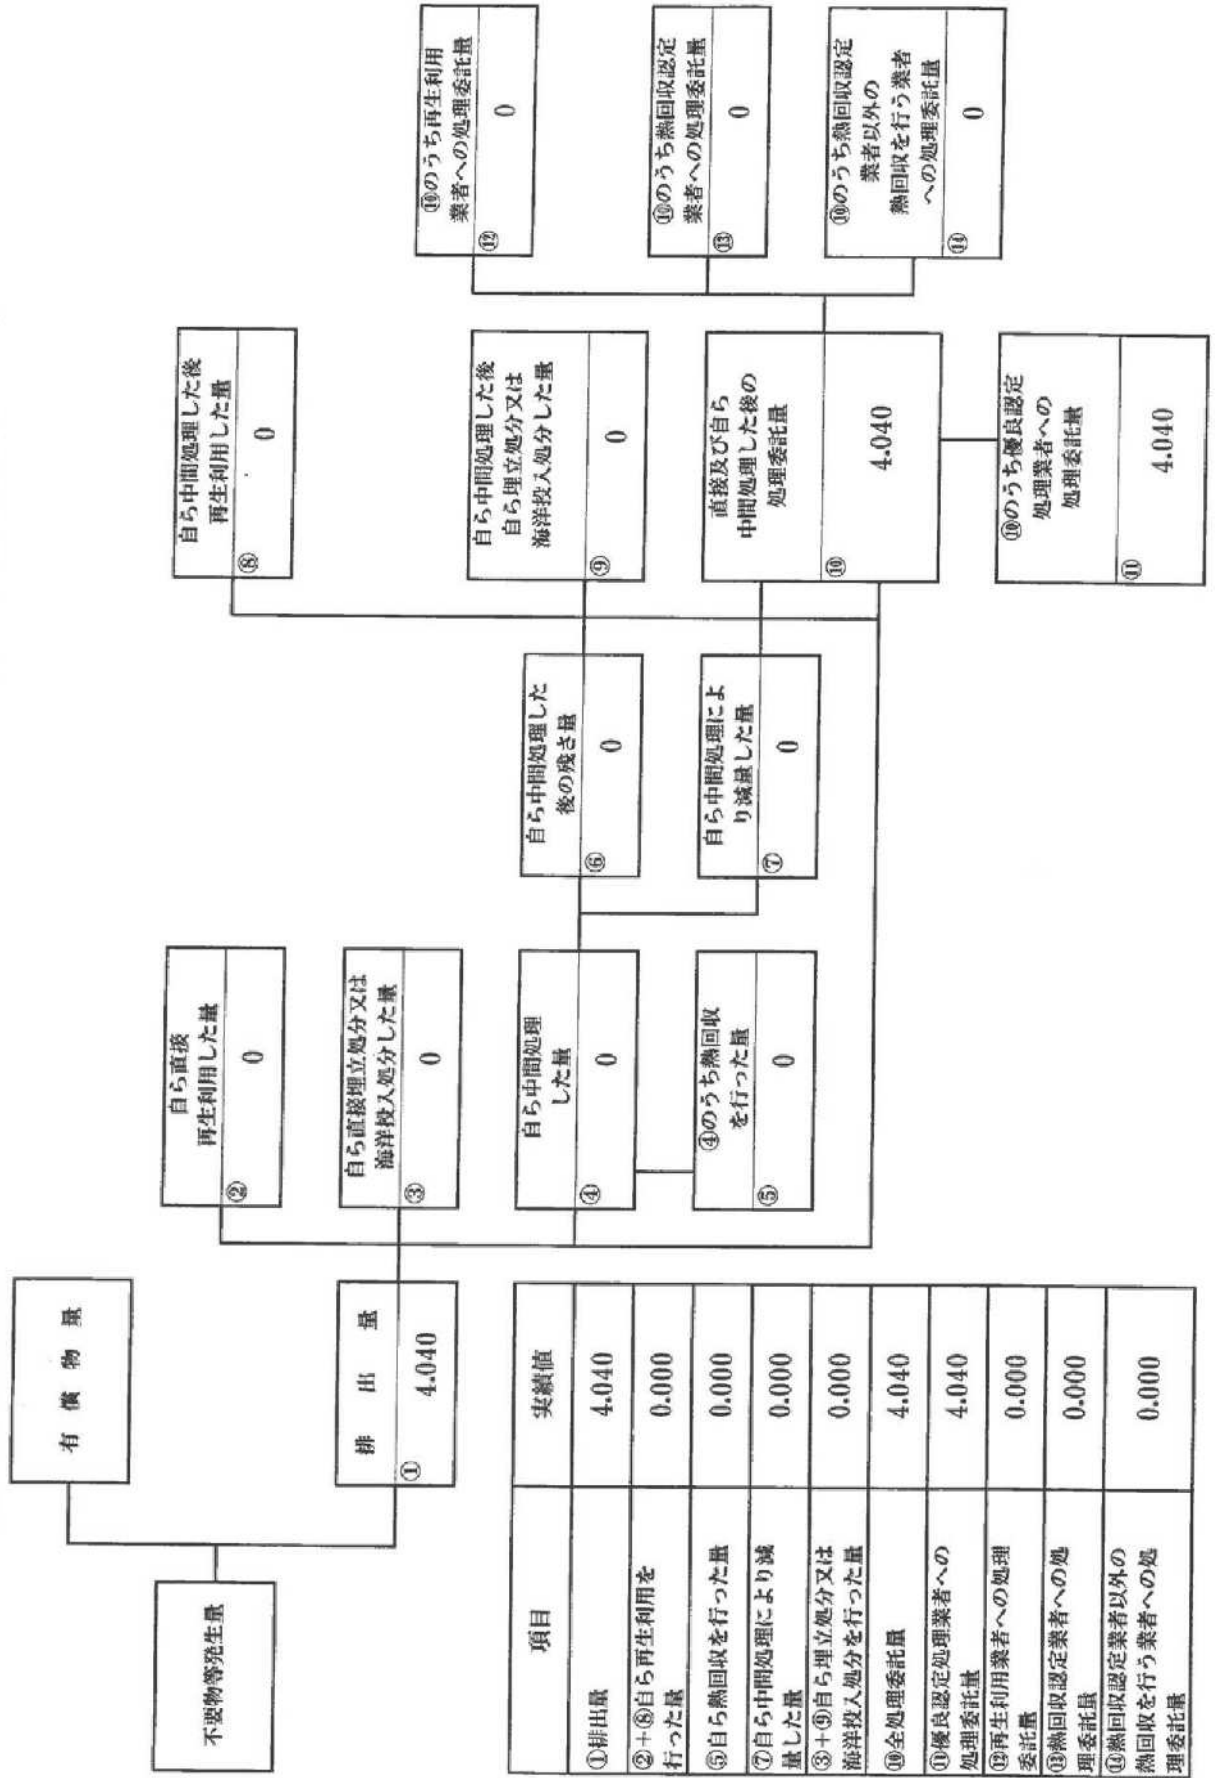 有 償 物 量
不要物等発生量
排 出 量
①
4.040
自ら直接
再生利用した量
②
0
自ら直接埋立処分又は
海洋投入処分した量
③
0
自ら中間処理
した量
④
0
④のうち熱回収
を行った量
⑤
0
自ら中間処理した
後の残さ量
⑥
0
自ら中間処理によ
り減量した量
⑦
0
自ら中間処理した後
再生利用した量
⑧
0
自ら中間処理した後
自ら埋立処分又は
海洋投入処分した量
⑨
0
直接及び自ら
中間処理した後の
処理委託量
⑩
4.040
⑩のうち優良認定
処理業者への
処理委託量
⑪
4.040
⑩のうち再生利用
業者への処理委託量
⑫
0
⑩のうち熱回収認定
業者への処理委託量
⑬
0
⑩のうち熱回収認定
業者以外の
熱回収を行う業者
への処理委託量
⑭
0
項目 実績値
①排出量 4.040
②+⑧自ら再生利用を
行った量 0.000
⑤自ら熱回収を行った量 0.000
⑦自ら中間処理により減
量した量 0.000
③+⑨自ら埋立処分又は
海洋投入処分を行った量 0.000
⑩全処理委託量 4.040
⑪優良認定処理業者への
処理委託量 4.040
⑫再生利用業者への処理
委託量 0.000
⑬熱回収認定業者への処
理委託量 0.000
⑭熱回収認定業者以外の
熱回収を行う業者への処
理委託量 0.000